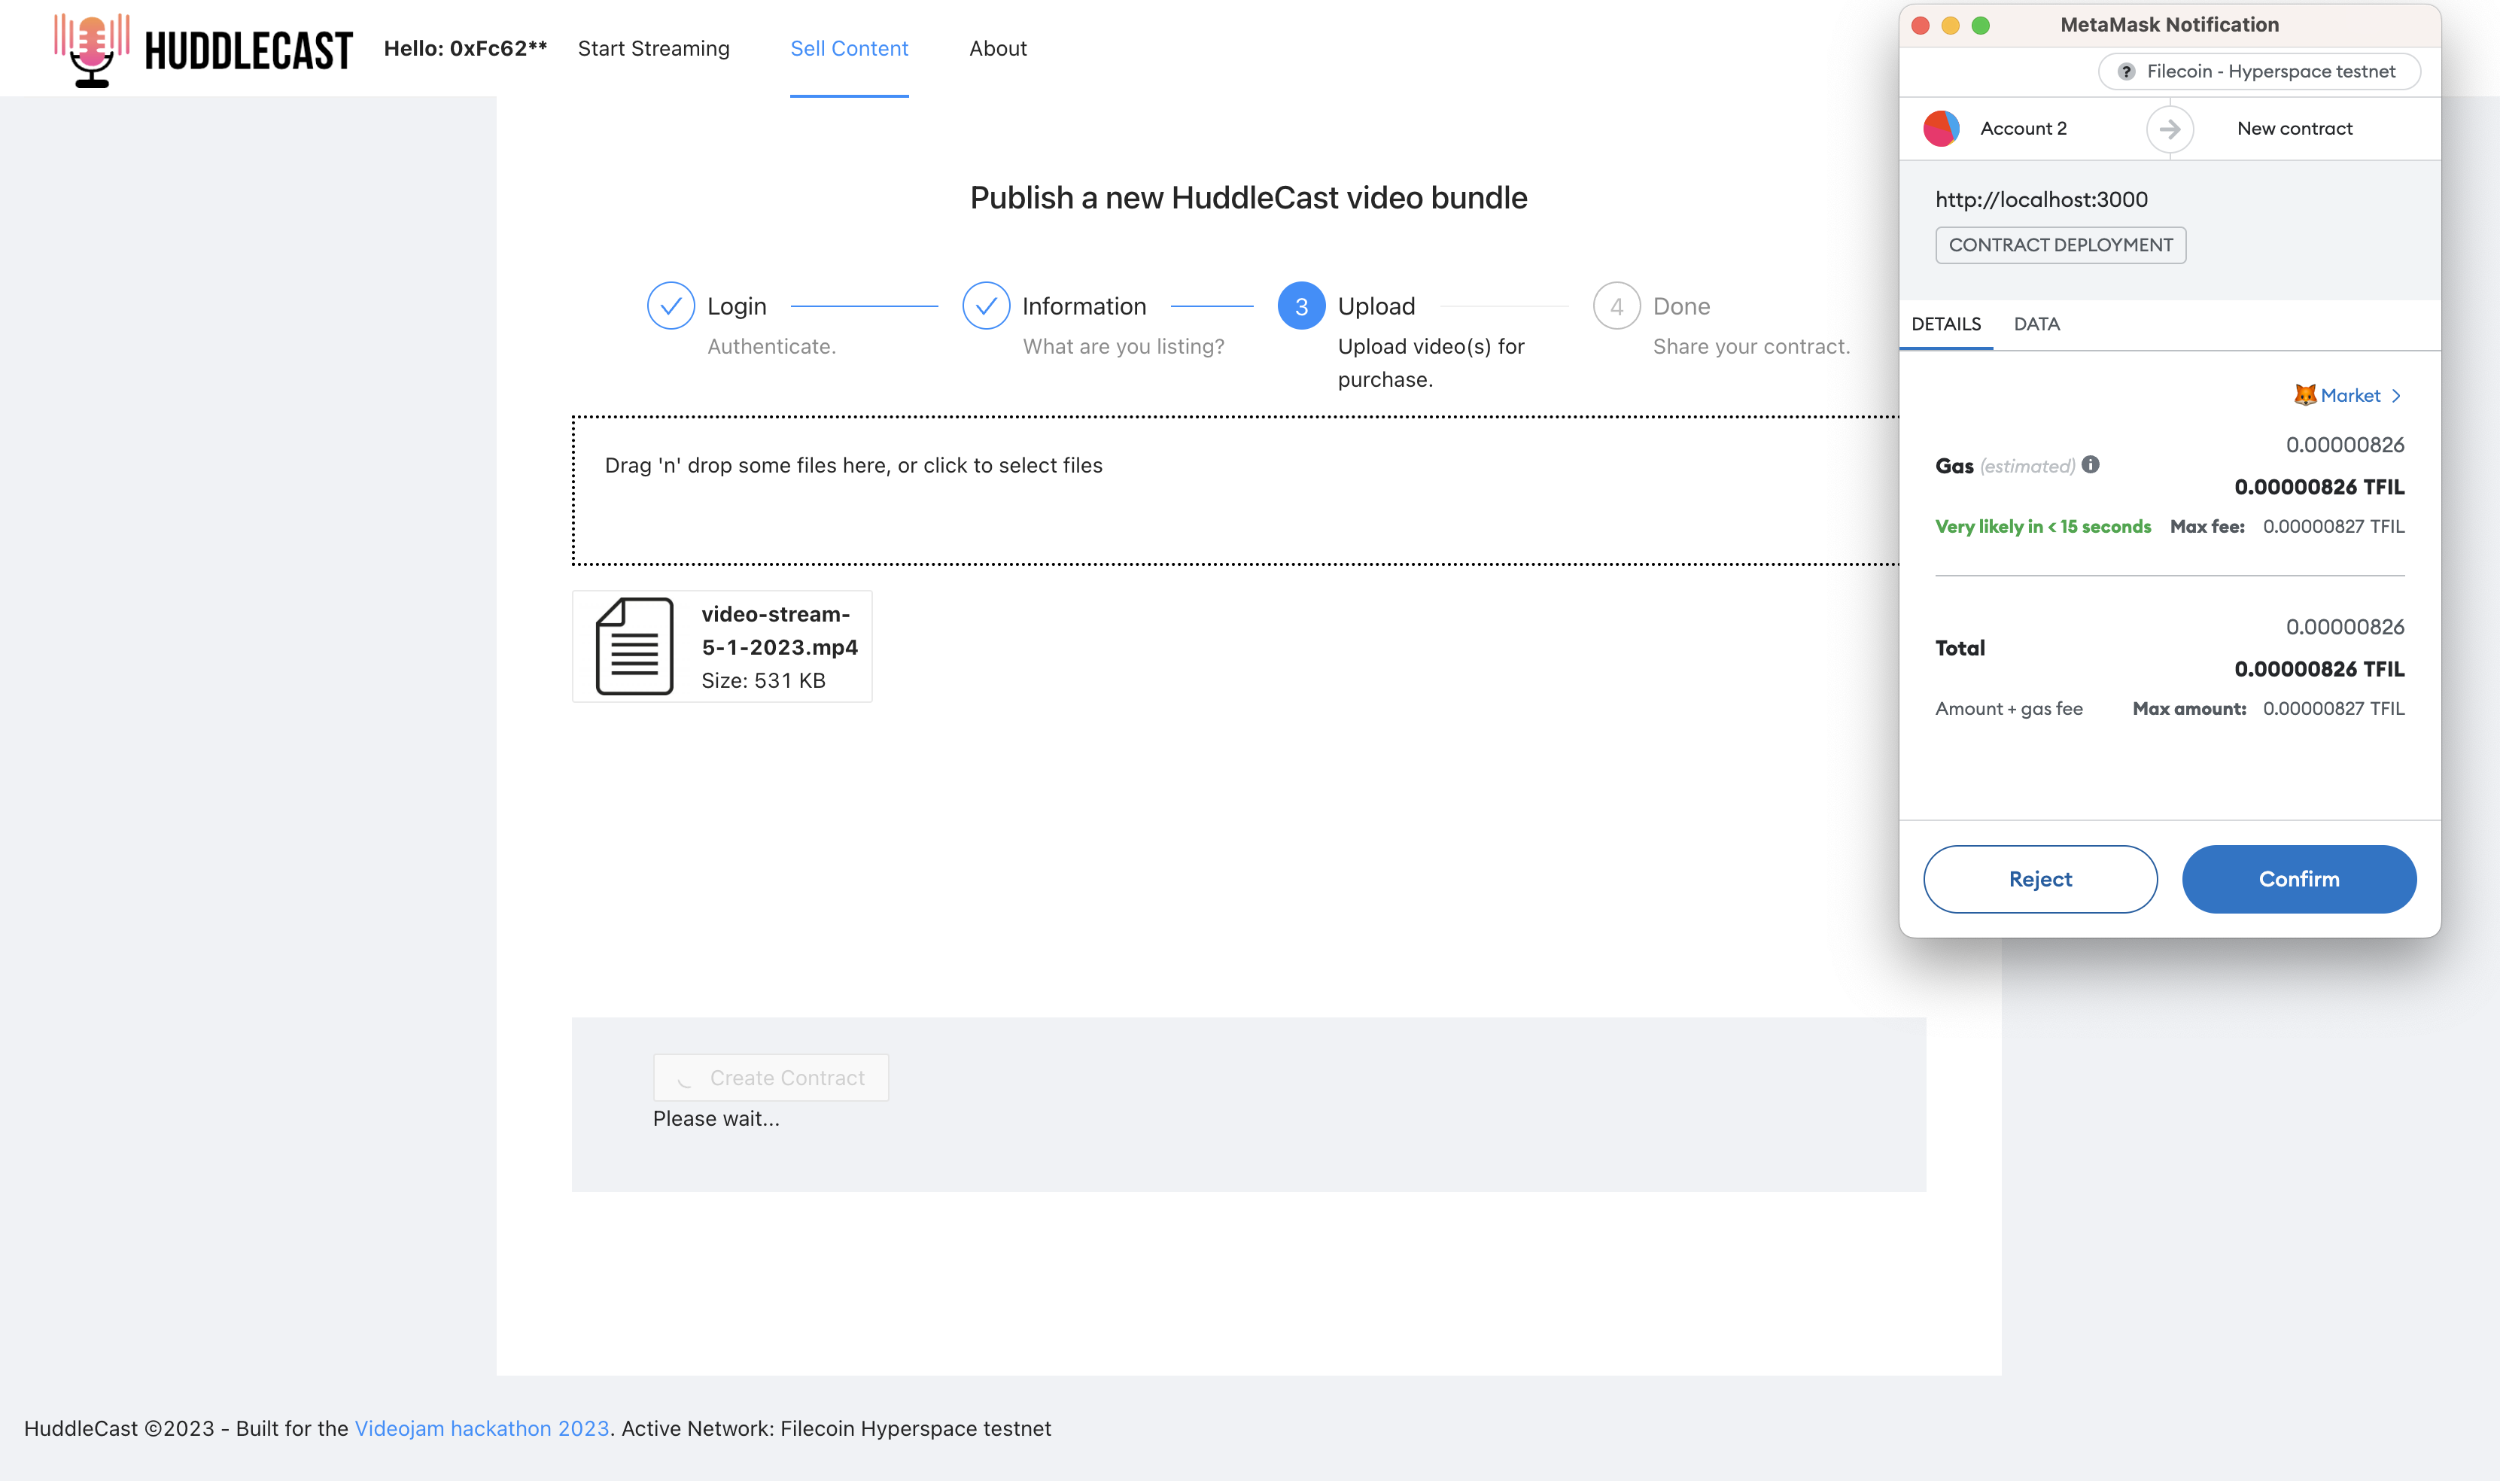 HUDDLECAST
Hello: 0xFc62**
Start Streaming
Sell Content
About
Publish a new HuddleCast video bundle
Login
Authenticate.
Information
What are you listing?
3
Upload
Upload video(s) for
purchase.
4
Done
Share your contract.
Drag 'n' drop some files here, or click to select files
video-stream-
5-1-2023.mp4
Size: 531 KB
Create Contract
Please wait...
HuddleCast ©2023 - Built for the Videojam hackathon 2023. Active Network: Filecoin Hyperspace testnet
MetaMask Notification
? Filecoin - Hyperspace testnet
Account 2
New contract
http://localhost:3000
CONTRACT DEPLOYMENT
DETAILS
DATA
Market >
0.00000826
Gas (estimated) i
0.00000826 TFIL
Very likely in < 15 seconds
Max fee: 0.00000827 TFIL
0.00000826
Total
0.00000826 TFIL
Amount + gas fee
Max amount: 0.00000827 TFIL
Reject
Confirm